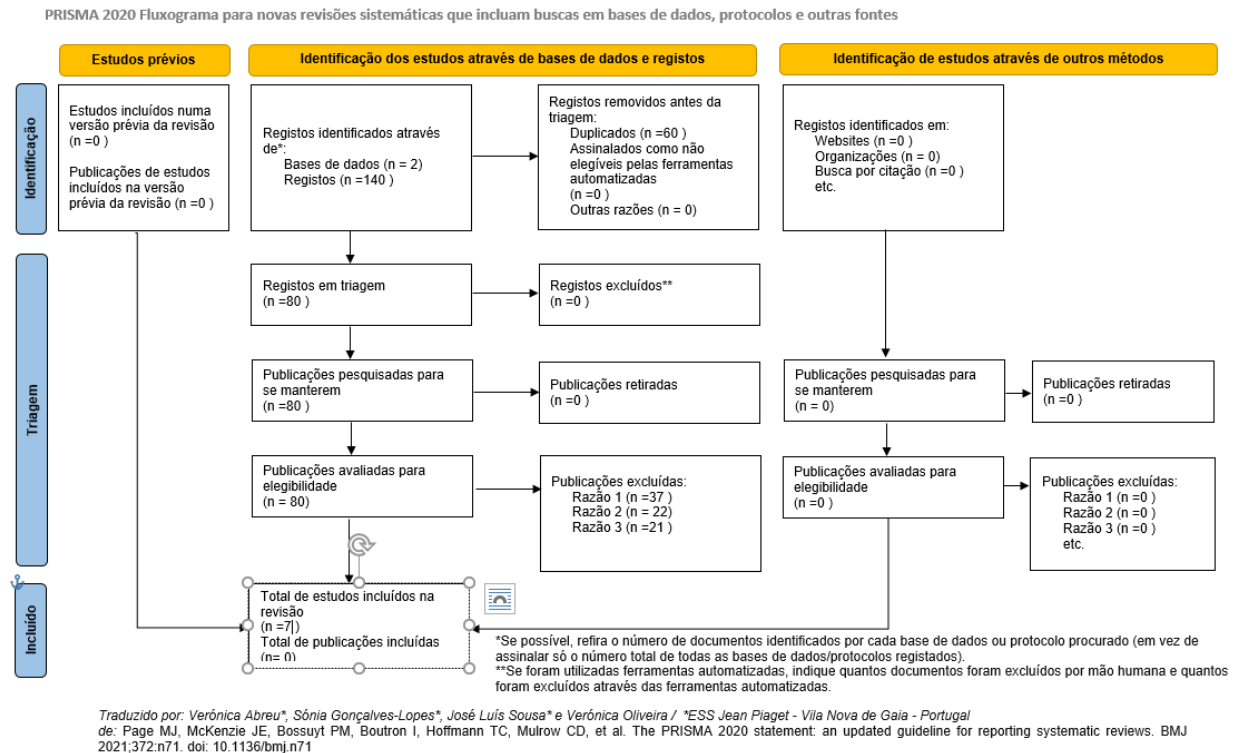 PRISMA 2020 Fluxograma para novas revisões sistemáticas que incluam buscas em bases de dados, protocolos e outras fontes
Estudos prévios
Identificação dos estudos através de bases de dados e registos
Identificação de estudos através de outros métodos
Identificação
Estudos incluídos numa
versão prévia da revisão
(n =0 )
Publicações de estudos
incluídos na versão
prévia da revisão (n =0 )
Registos identificados através
de*:
Bases de dados (n = 2)
Registos (n =140 )
Registos removidos antes da
triagem:
Duplicados (n =60 )
Assinalados como não
elegíveis pelas ferramentas
automatizadas
(n =0 )
Outras razões (n = 0)
Registos identificados em:
Websites (n =0 )
Organizações (n = 0)
Busca por citação (n =0 )
etc.
Triagem
Registos em triagem
(n =80 )
Registos excluídos**
(n =0 )
Publicações pesquisadas para
se manterem
(n =80 )
Publicações retiradas
(n =0 )
Publicações pesquisadas para
se manterem
(n = 0)
Publicações retiradas
(n =0 )
Publicações avaliadas para
elegibilidade
(n = 80)
Publicações excluídas:
Razão 1 (n =37 )
Razão 2 (n = 22)
Razão 3 (n =21 )
Publicações avaliadas para
elegibilidade
(n =0 )
Publicações excluídas:
Razão 1 (n =0 )
Razão 2 (n =0 )
Razão 3 (n =0 )
etc.
Incluído
Total de estudos incluídos na
revisão
(n =7 )
Total de publicações incluídas
(n= 0)
*Se possível, refira o número de documentos identificados por cada base de dados ou protocolo procurado (em vez de
assinalar só o número total de todas as bases de dados/protocolos registados).
**Se foram utilizadas ferramentas automatizadas, indique quantos documentos foram excluídos por mão humana e quantos
foram excluídos através das ferramentas automatizadas.
Traduzido por: Verónica Abreu*, Sónia Gonçalves-Lopes*, José Luís Sousa* e Verónica Oliveira / *ESS Jean Piaget - Vila Nova de Gaia - Portugal
de: Page MJ, McKenzie JE, Bossuyt PM, Boutron I, Hoffmann TC, Mulrow CD, et al. The PRISMA 2020 statement: an updated guideline for reporting systematic reviews. BMJ
2021;372:n71. doi: 10.1136/bmj.n71